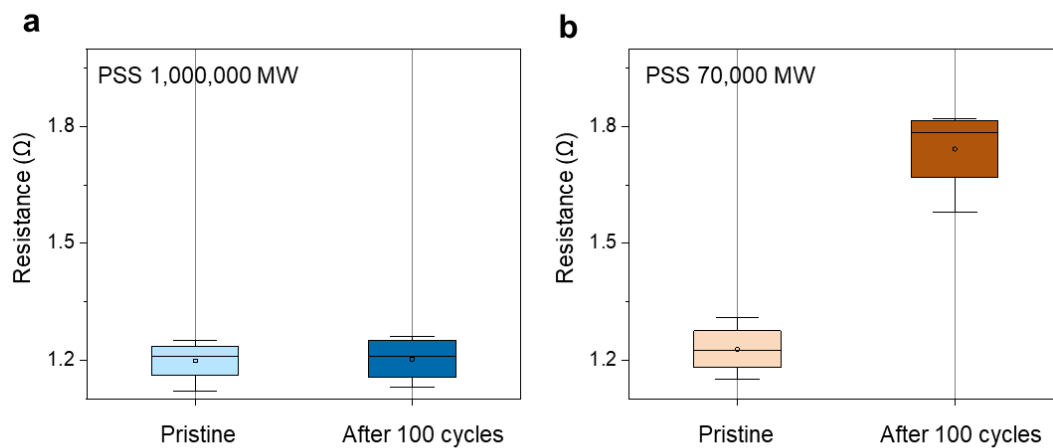 a
PSS 1,000,000 MW
Resistance (Ω)
1.8
1.5
1.2
Pristine
After 100 cycles
b
PSS 70,000 MW
Resistance (Ω)
1.8
1.5
1.2
Pristine
After 100 cycles